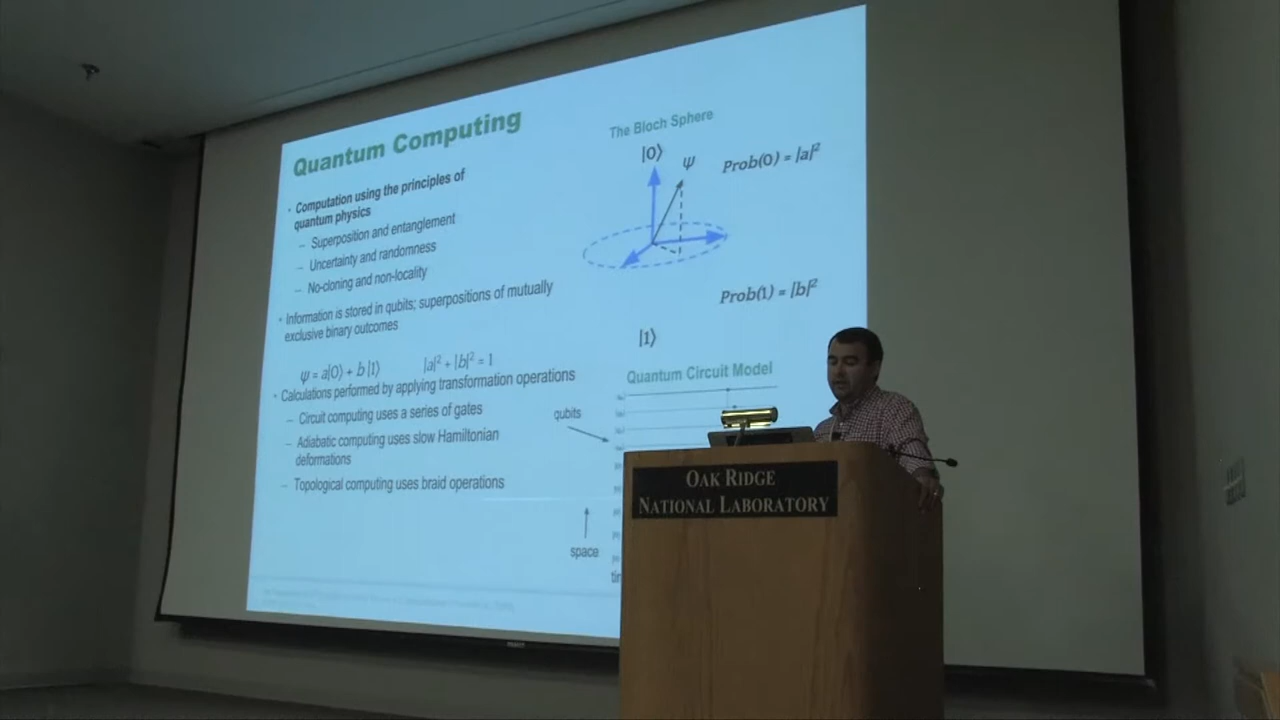 Quantum Computing
• Computation using the principles of
quantum physics
– Superposition and entanglement
– Uncertainty and randomness
– No-cloning and non-locality
• Information is stored in qubits; superpositions of mutually
exclusive binary outcomes
ψ = a|0⟩ + b|1⟩ |a|² + |b|² = 1
• Calculations performed by applying transformation operations
– Circuit computing uses a series of gates
– Adiabatic computing uses slow Hamiltonian
deformations
– Topological computing uses braid operations
The Bloch Sphere
|0⟩
ψ
Prob(0) = |a|²
Prob(1) = |b|²
|1⟩
Quantum Circuit Model
qubits
space
OAK RIDGE
NATIONAL LABORATORY